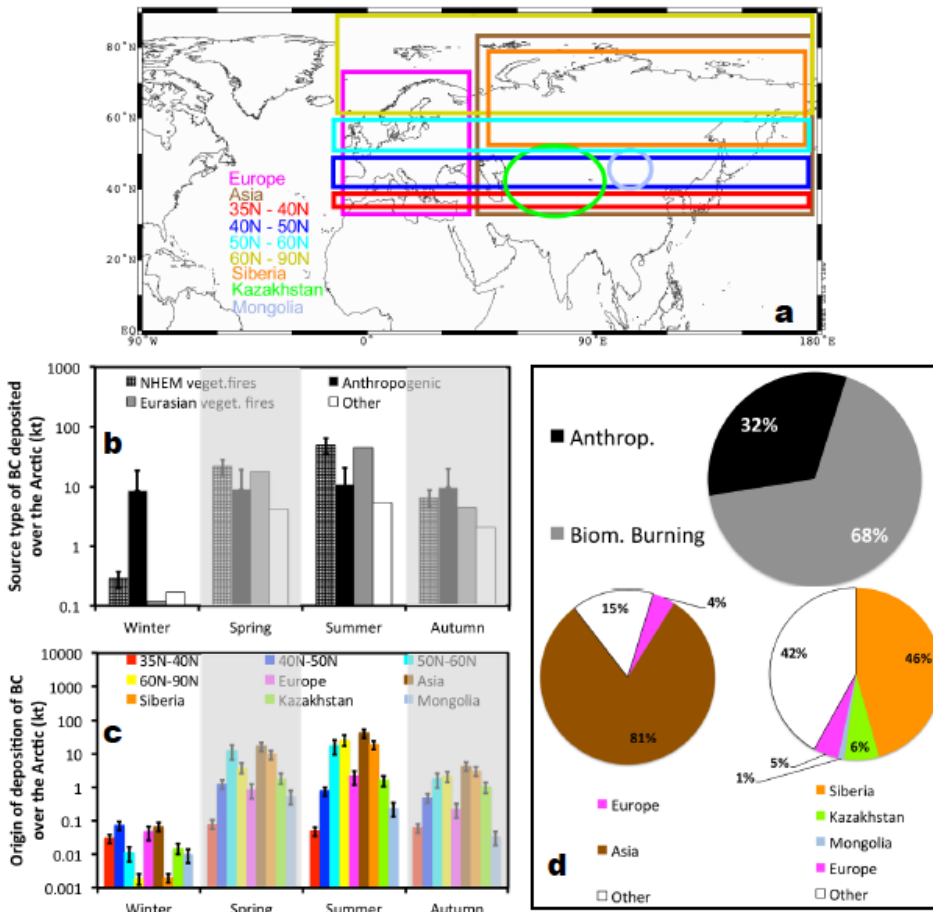 80°N
60°N
40°N
20°N
EQ
90°W
0°E
90°E
180°E
Europe
Asia
35N - 40N
40N - 50N
50N - 60N
60N - 90N
Siberia
Kazakhstan
Mongolia
a
Source type of BC deposited
over the Arctic (kt)
1000
100
10
1
0.1
NHEM veget.fires
Anthropogenic
Eurasian veget. fires
Other
b
Winter
Spring
Summer
Autumn
Origin of deposition of BC
over the Arctic (kt)
10000
1000
100
10
1
0.1
0.01
0.001
35N-40N
40N-50N
50N-60N
60N-90N
Europe
Asia
Siberia
Kazakhstan
Mongolia
c
Winter
Spring
Summer
Autumn
Anthrop.
Biom. Burning
32%
68%
15%
4%
81%
42%
46%
5%
1%
6%
Europe
Asia
Other
Siberia
Kazakhstan
Mongolia
Europe
Other
d